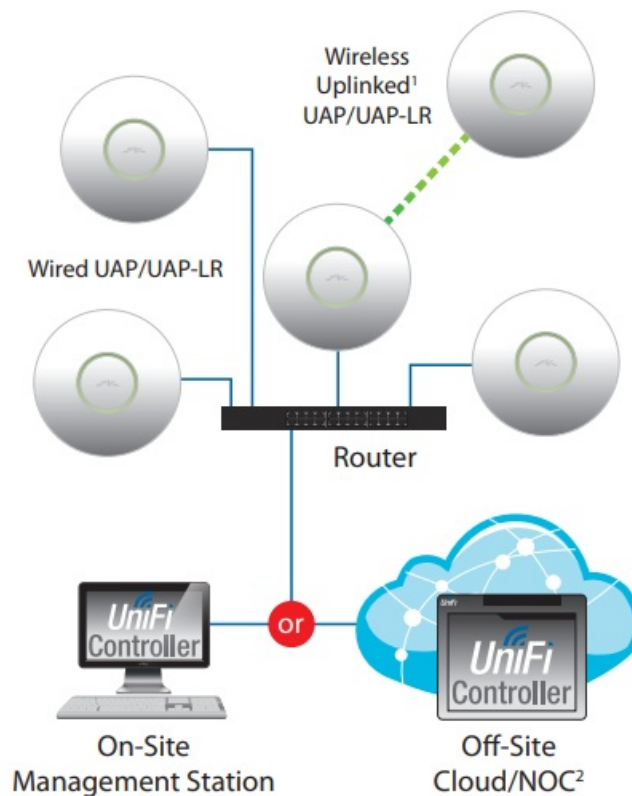 Wireless
Uplinked¹
UAP/UAP-LR
Wired UAP/UAP-LR
Router
UniFi
Controller
or
UniFi
UniFi
Controller
On-Site
Management Station
Off-Site
Cloud/NOC²